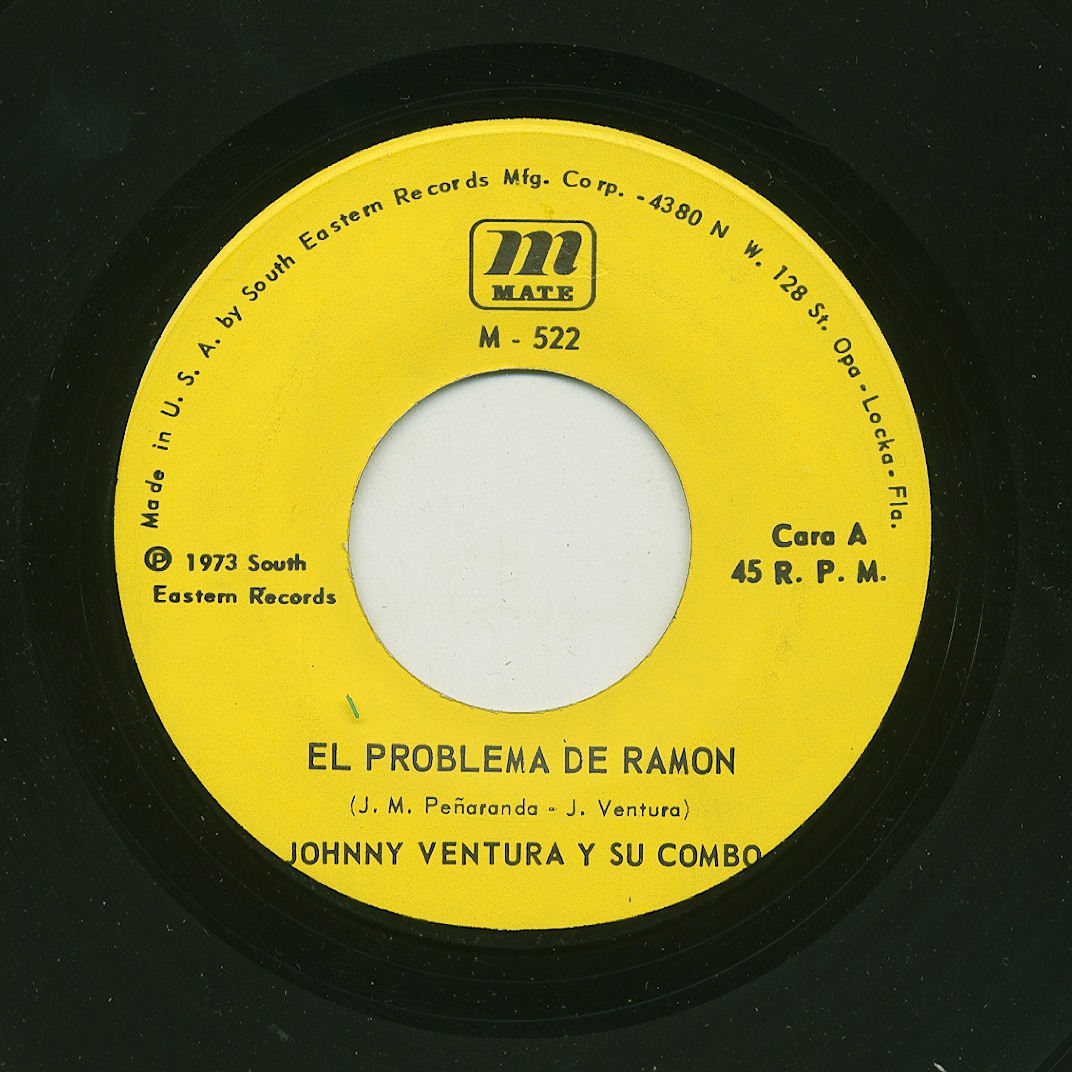 Made in U. S. A. by South Eastern Records Mfg. Corp. - 4380 N W. 128 St. Opa - Locka - Fla.
m
MATE
M - 522
Cara A
45 R. P. M.
℗ 1973 South
Eastern Records
EL PROBLEMA DE RAMON
(J. M. Peñaranda - J. Ventura)
JOHNNY VENTURA Y SU COMBO